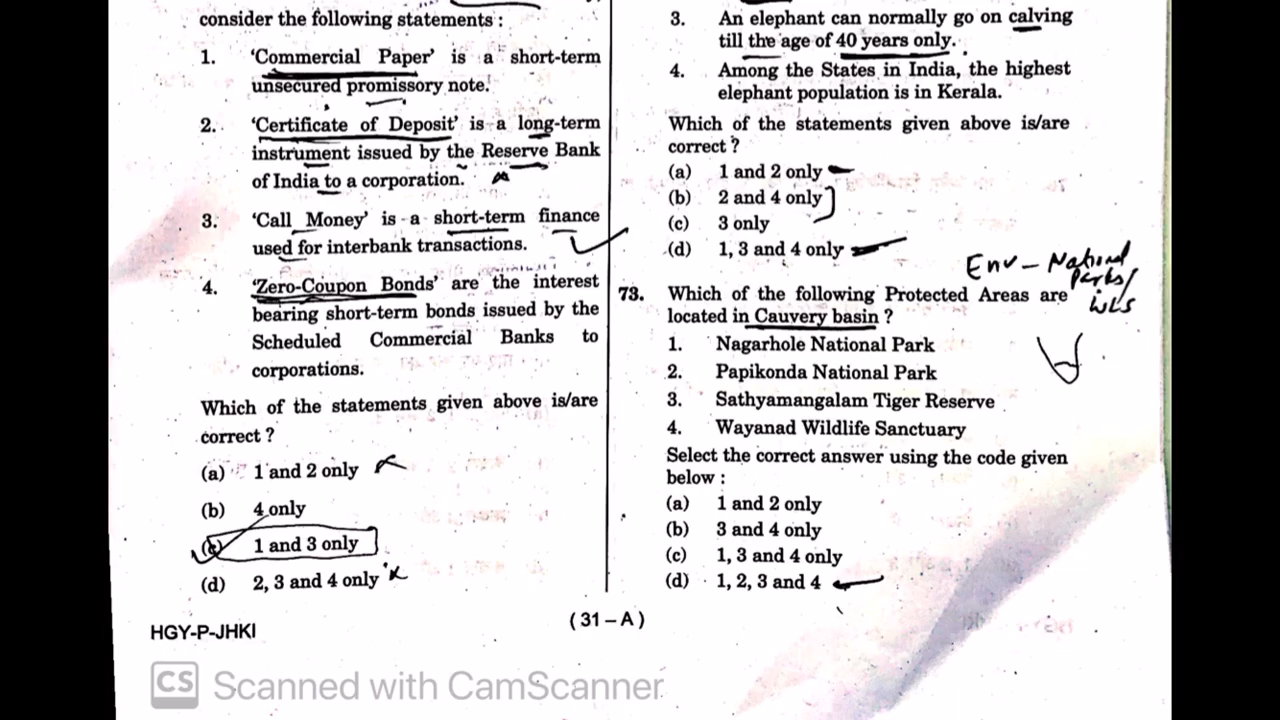 consider the following statements :
1. 'Commercial Paper' is a short-term
unsecured promissory note.
2. 'Certificate of Deposit' is a long-term
instrument issued by the Reserve Bank
of India to a corporation.
3. 'Call Money' is a short-term finance
used for interbank transactions.
4. 'Zero-Coupon Bonds' are the interest
bearing short-term bonds issued by the
Scheduled Commercial Banks to
corporations.
Which of the statements given above is/are
correct ?
(a) 1 and 2 only
(b) 4 only
(c) 1 and 3 only
(d) 2, 3 and 4 only
HGY-P-JHKI
3. An elephant can normally go on calving
till the age of 40 years only.
4. Among the States in India, the highest
elephant population is in Kerala.
Which of the statements given above is/are
correct ?
(a) 1 and 2 only
(b) 2 and 4 only
(c) 3 only
(d) 1, 3 and 4 only
Env - National
Parks/
WLS
73. Which of the following Protected Areas are
located in Cauvery basin ?
1. Nagarhole National Park
2. Papikonda National Park
3. Sathyamangalam Tiger Reserve
4. Wayanad Wildlife Sanctuary
Select the correct answer using the code given
below :
(a) 1 and 2 only
(b) 3 and 4 only
(c) 1, 3 and 4 only
(d) 1, 2, 3 and 4
( 31 – A )
CS Scanned with CamScanner